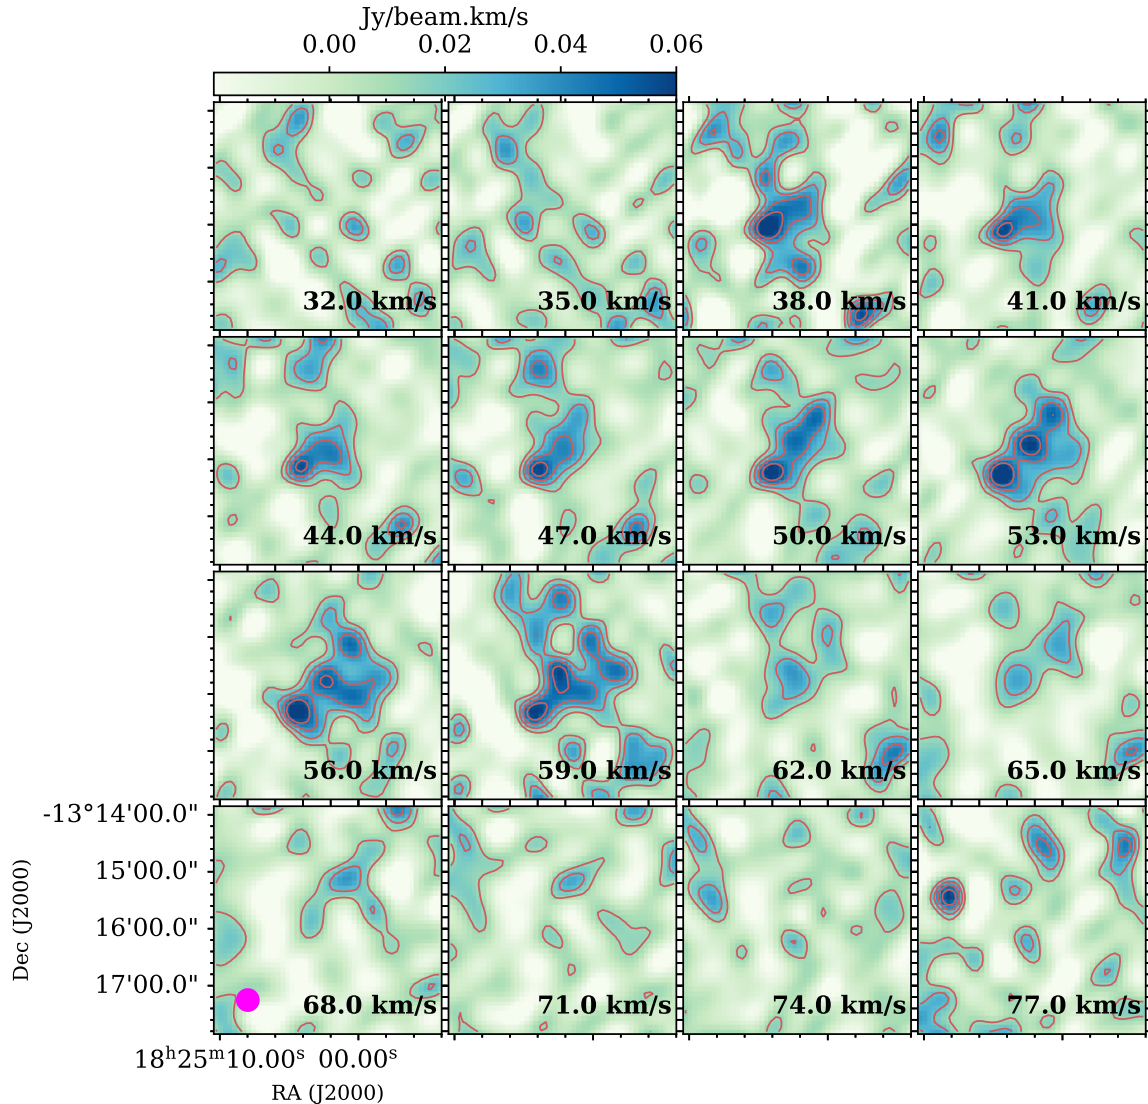 Jy/beam.km/s
0.00 0.02 0.04 0.06
32.0 km/s 35.0 km/s 38.0 km/s 41.0 km/s
44.0 km/s 47.0 km/s 50.0 km/s 53.0 km/s
56.0 km/s 59.0 km/s 62.0 km/s 65.0 km/s
-13°14'00.0"
15'00.0"
16'00.0"
17'00.0"
Dec (J2000)
68.0 km/s 71.0 km/s 74.0 km/s 77.0 km/s
18ʰ25ᵐ10.00ˢ 00.00ˢ
RA (J2000)